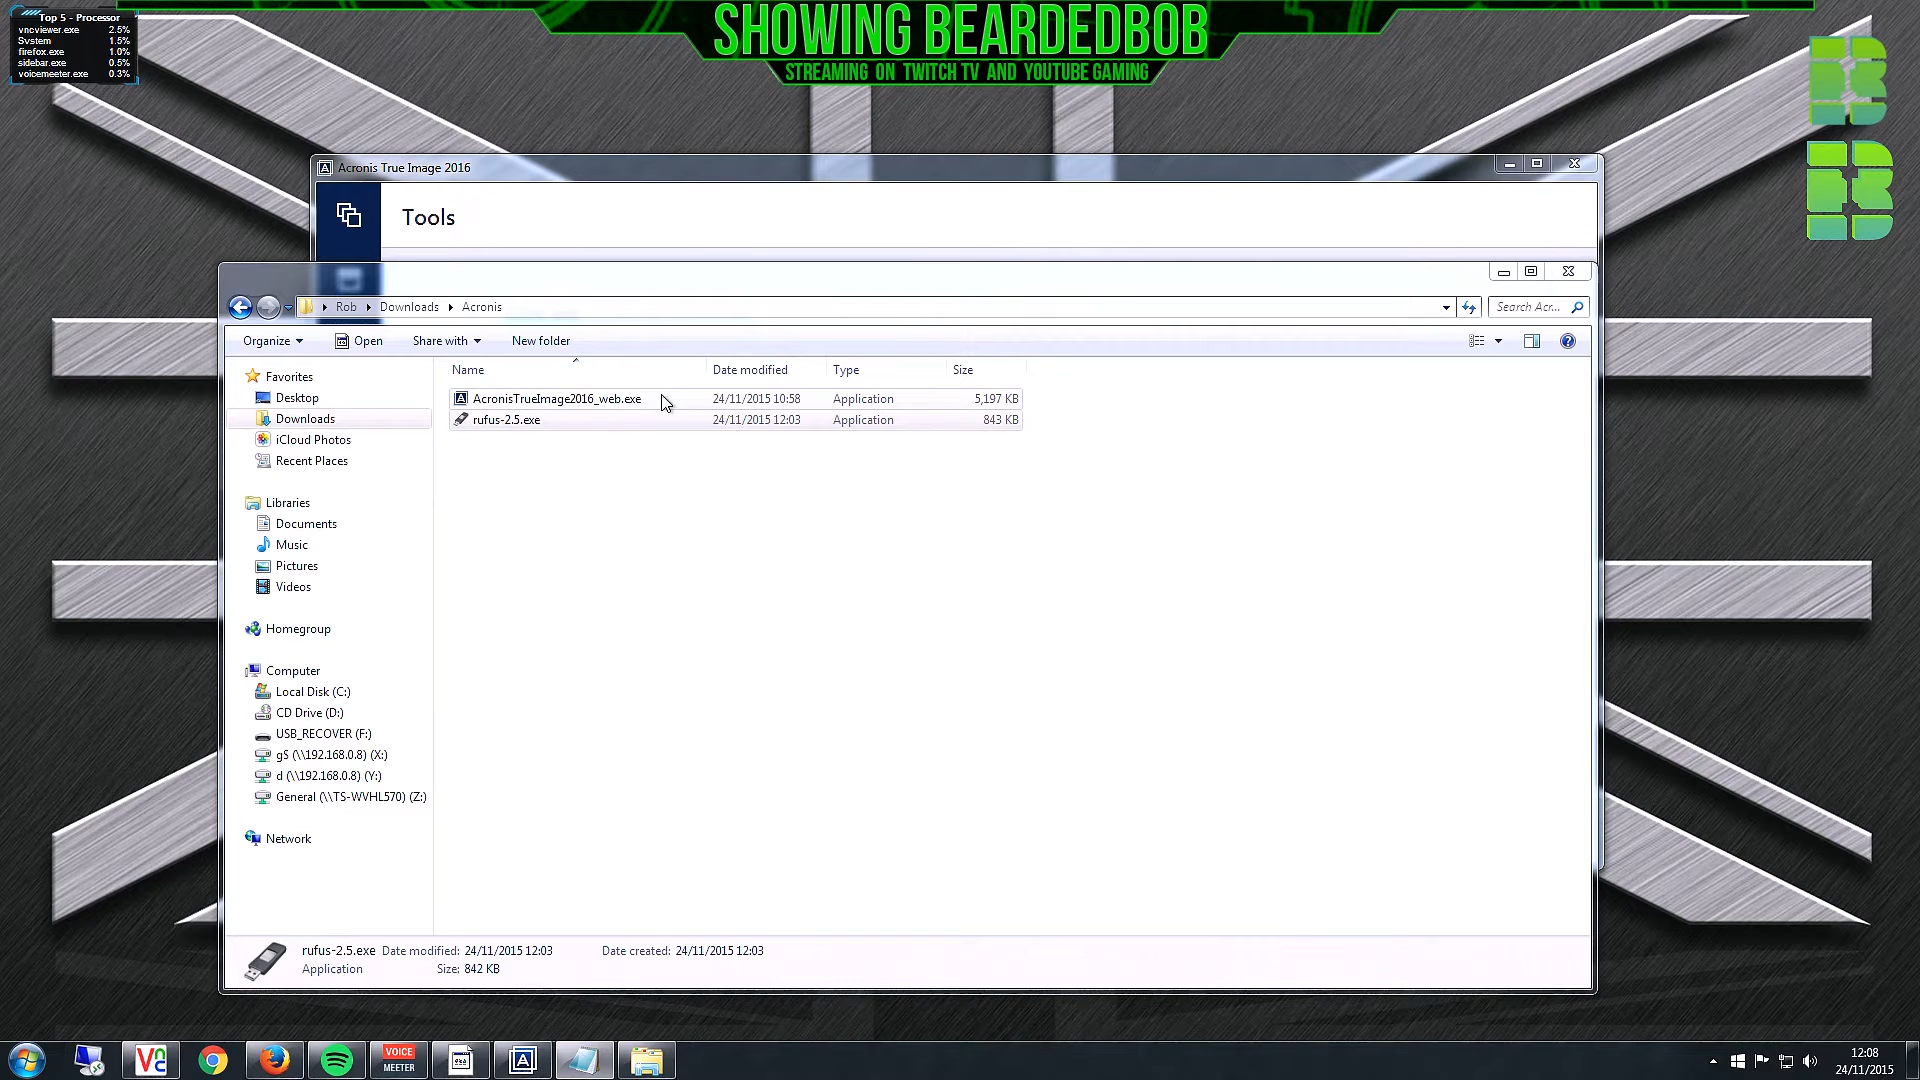 Top 5 - Processor
vncviewer.exe 2.5%
System 1.5%
firefox.exe 1.0%
sidebar.exe 0.5%
voicemeeter.exe 0.3%
SHOWING BEARDEDBOB
STREAMING ON TWITCH TV AND YOUTUBE GAMING
Acronis True Image 2016
Tools
Rob Downloads Acronis
Search Acr...
Organize Open Share with New folder
Name Date modified Type Size
AcronisTrueImage2016_web.exe 24/11/2015 10:58 Application 5,197 KB
rufus-2.5.exe 24/11/2015 12:03 Application 843 KB
Favorites
Desktop
Downloads
iCloud Photos
Recent Places
Libraries
Documents
Music
Pictures
Videos
Homegroup
Computer
Local Disk (C:)
CD Drive (D:)
USB_RECOVER (F:)
g$ (\\192.168.0.8) (X:)
d (\\192.168.0.8) (Y:)
General (\\TS-WVHL570) (Z:)
Network
rufus-2.5.exe Date modified: 24/11/2015 12:03 Date created: 24/11/2015 12:03
Application Size: 842 KB
VOICE
MEETER
12:08
24/11/2015